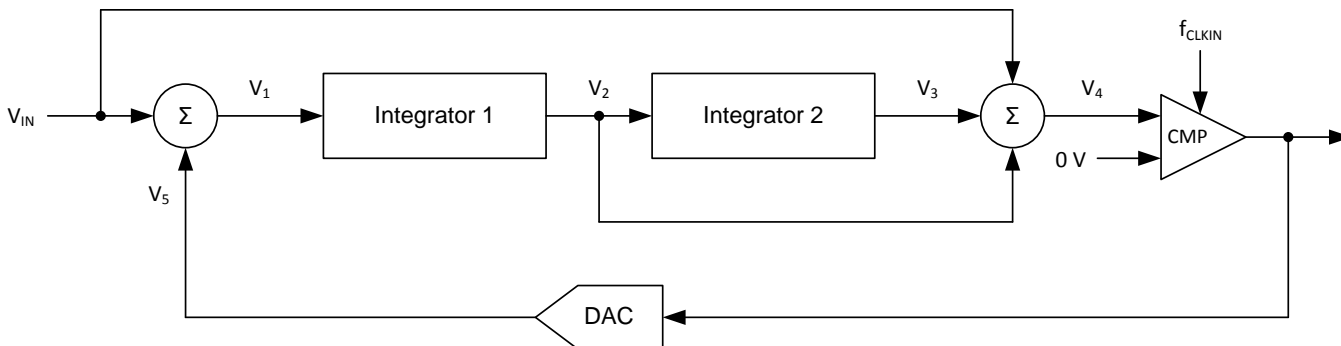 f_CLKIN
V_IN
Σ
V_1
Integrator 1
V_2
Integrator 2
V_3
Σ
V_4
CMP
0 V
V_5
DAC